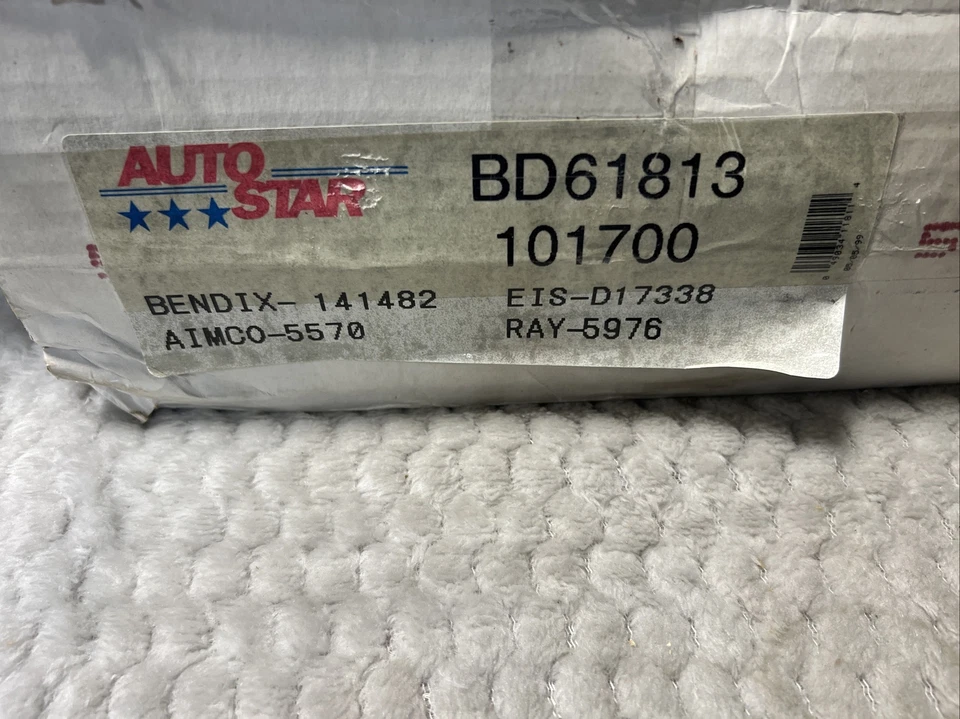 AUTO
STAR
BD61813
101700
BENDIX- 141482
EIS-D17338
AIMCO-5570
RAY-5976